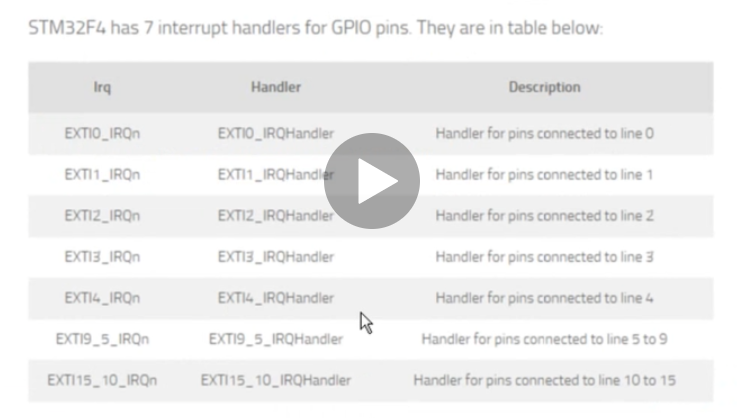 STM32F4 has 7 interrupt handlers for GPIO pins. They are in table below:
Irq Handler Description
EXTI0_IRQn EXTI0_IRQHandler Handler for pins connected to line 0
EXTI1_IRQn EXTI1_IRQHandler Handler for pins connected to line 1
EXTI2_IRQn EXTI2_IRQHandler Handler for pins connected to line 2
EXTI3_IRQn EXTI3_IRQHandler Handler for pins connected to line 3
EXTI4_IRQn EXTI4_IRQHandler Handler for pins connected to line 4
EXTI9_5_IRQn EXTI9_5_IRQHandler Handler for pins connected to line 5 to 9
EXTI15_10_IRQn EXTI15_10_IRQHandler Handler for pins connected to line 10 to 15